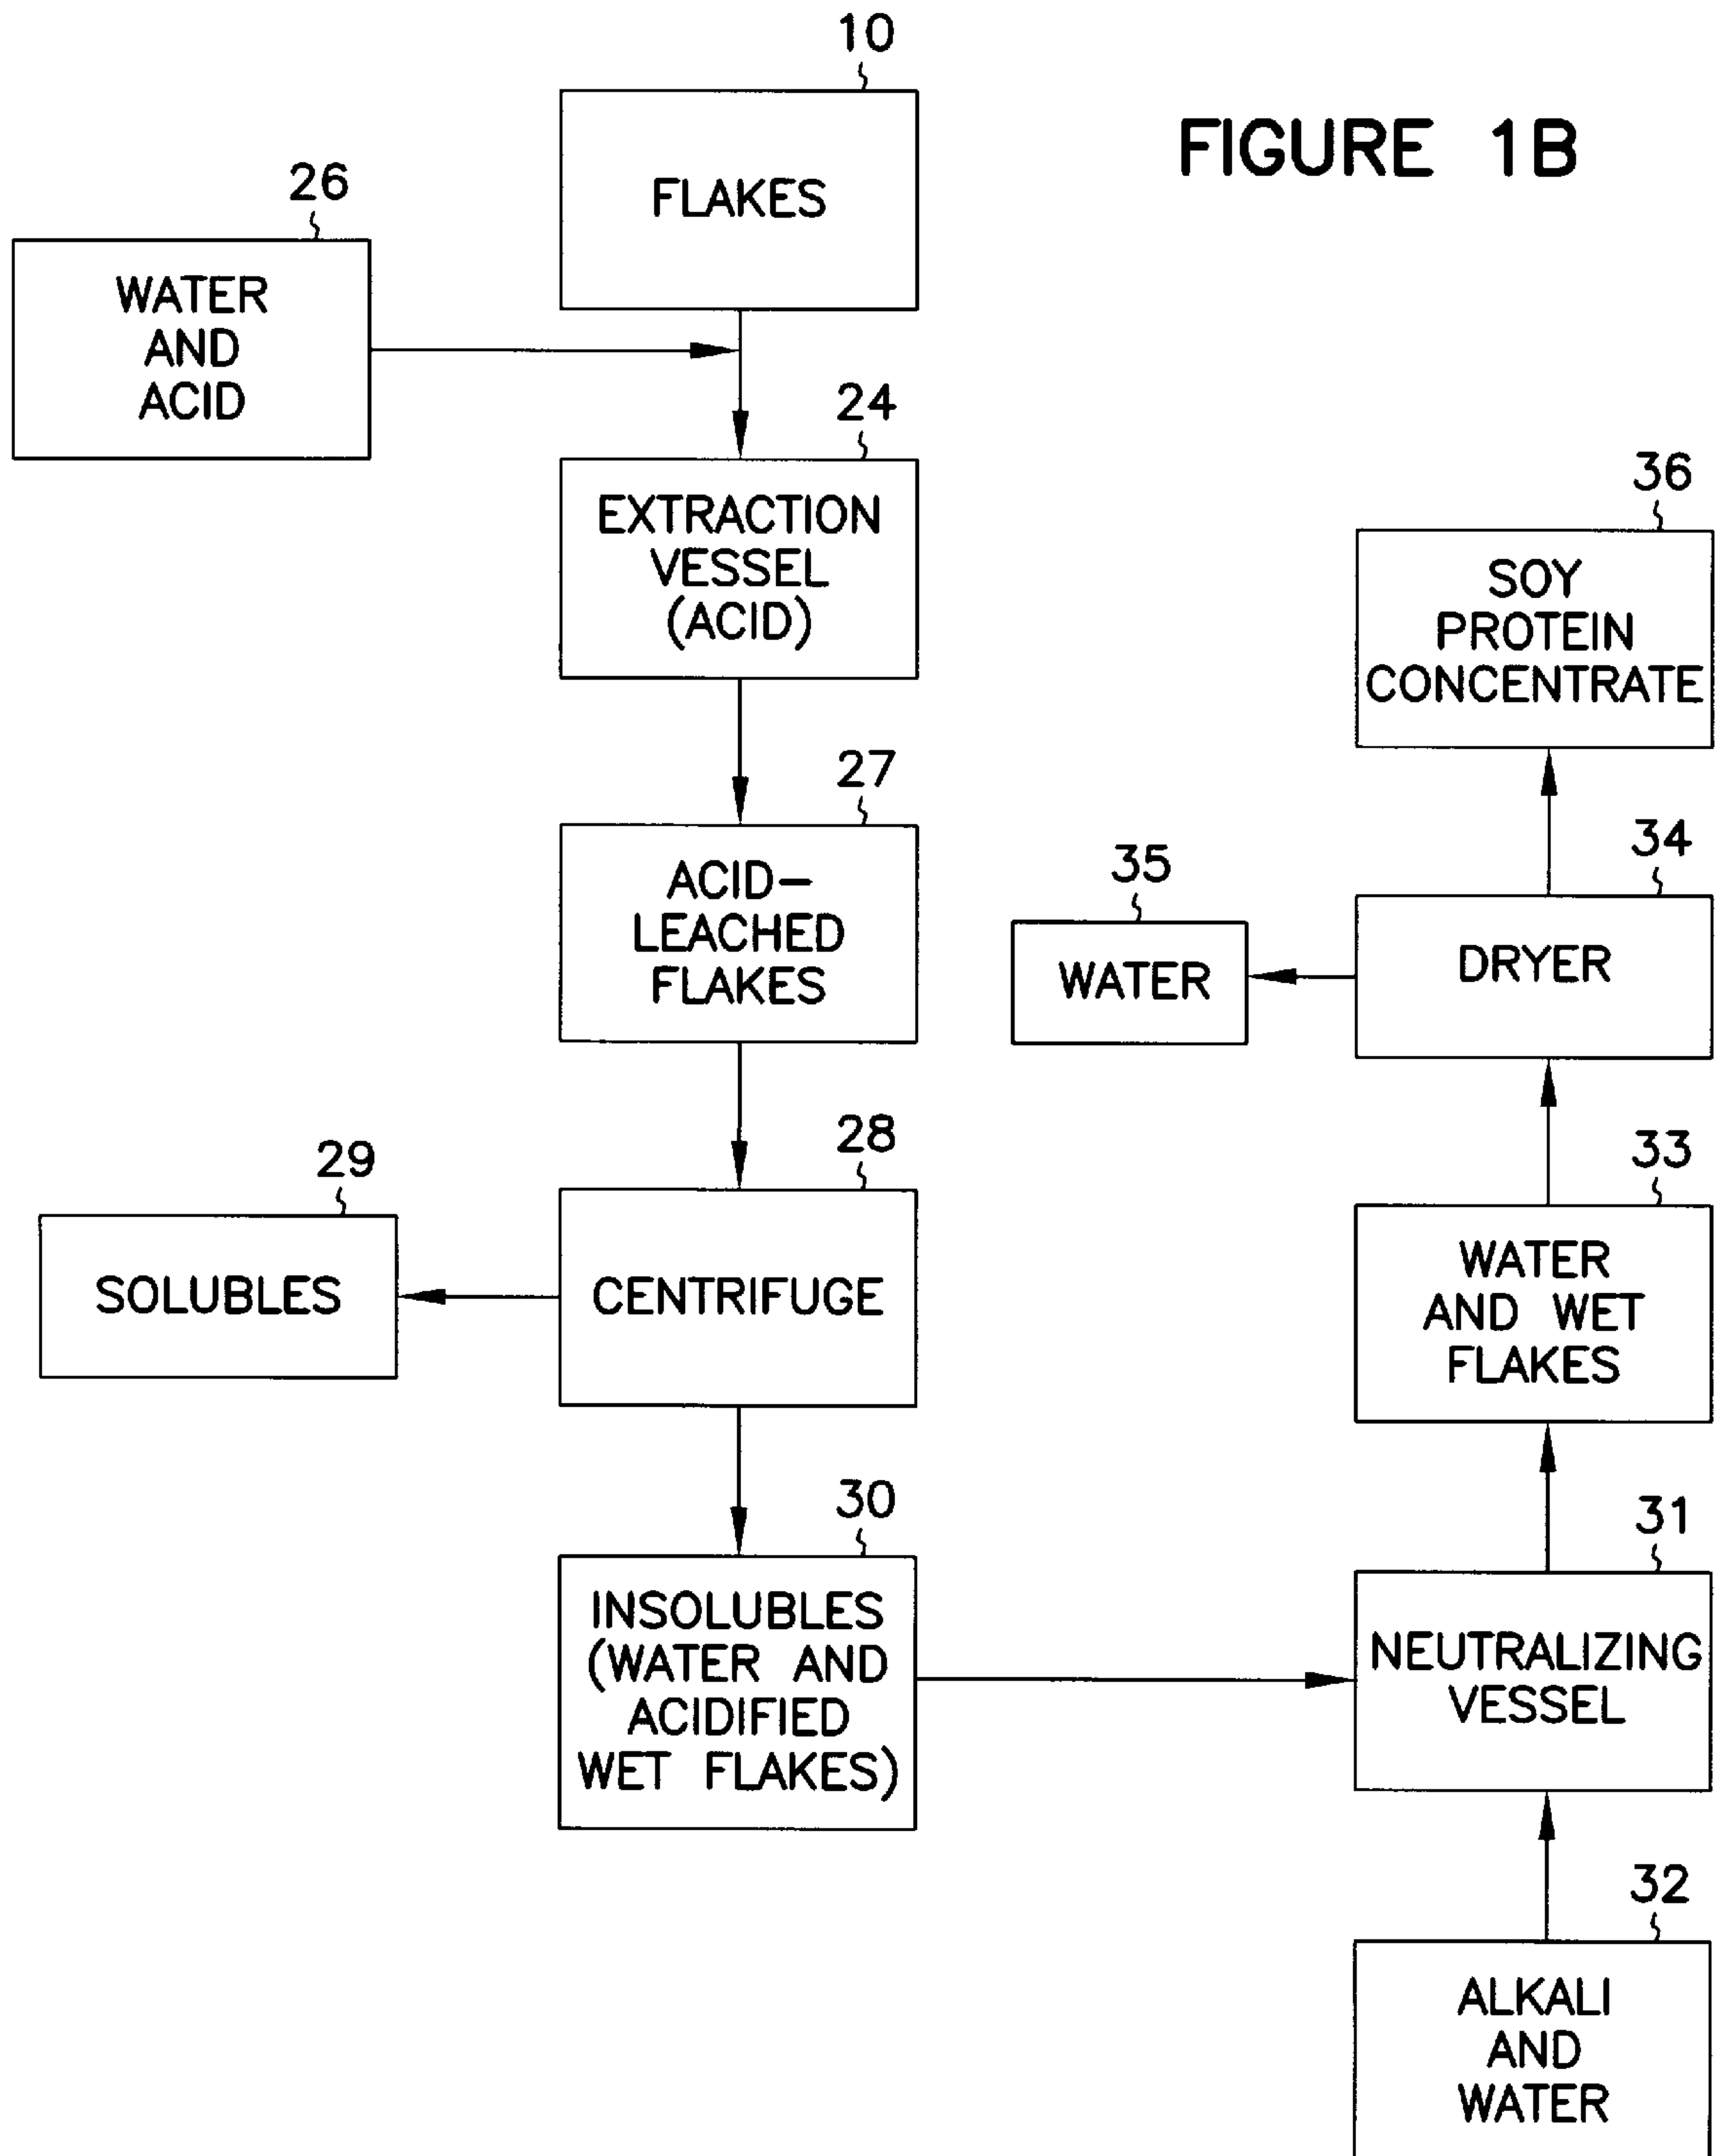 FIGURE 1B
10
FLAKES
26
WATER
AND
ACID
24
EXTRACTION
VESSEL
(ACID)
27
ACID–
LEACHED
FLAKES
28
CENTRIFUGE
29
SOLUBLES
30
INSOLUBLES
(WATER AND
ACIDIFIED
WET FLAKES)
36
SOY
PROTEIN
CONCENTRATE
34
DRYER
35
WATER
33
WATER
AND WET
FLAKES
31
NEUTRALIZING
VESSEL
32
ALKALI
AND
WATER